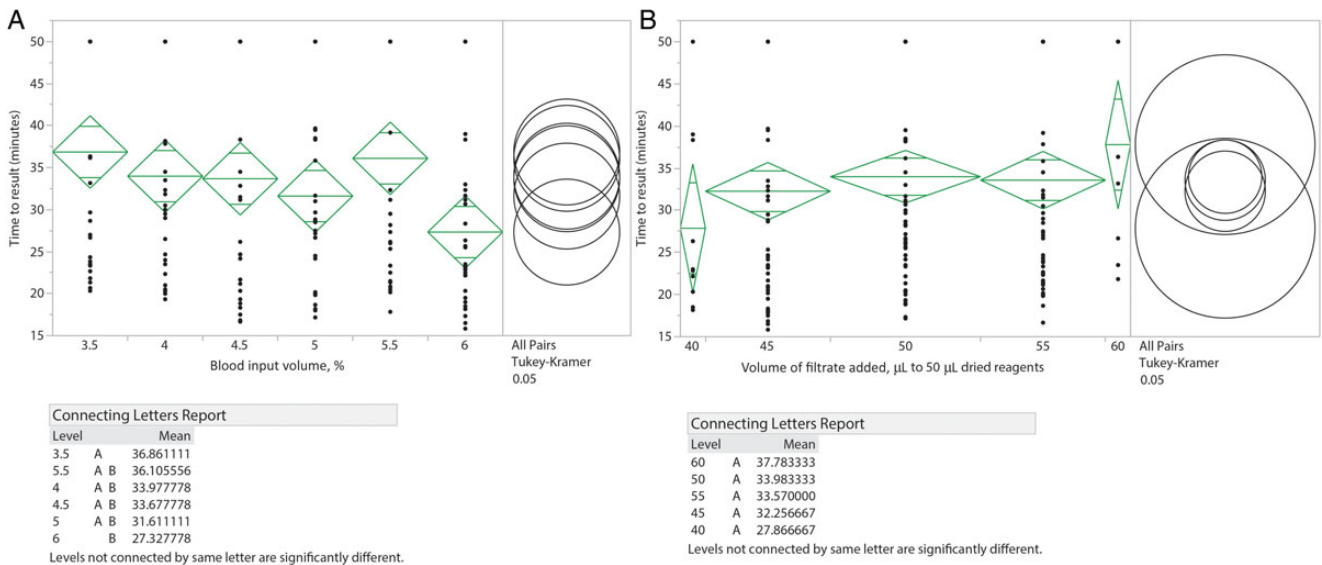 A
50
45
40
35
30
25
20
15
Time to result (minutes)
3.5 4 4.5 5 5.5 6
Blood input volume, %
All Pairs
Tukey-Kramer
0.05
Connecting Letters Report
Level Mean
3.5 A 36.861111
5.5 A B 36.105556
4 A B 33.977778
4.5 A B 33.677778
5 A B 31.611111
6 B 27.327778
Levels not connected by same letter are significantly different.
B
50
45
40
35
30
25
20
15
Time to result (minutes)
40 45 50 55 60
Volume of filtrate added, µL to 50 µL dried reagents
All Pairs
Tukey-Kramer
0.05
Connecting Letters Report
Level Mean
60 A 37.783333
50 A 33.983333
55 A 33.570000
45 A 32.256667
40 A 27.866667
Levels not connected by same letter are significantly different.